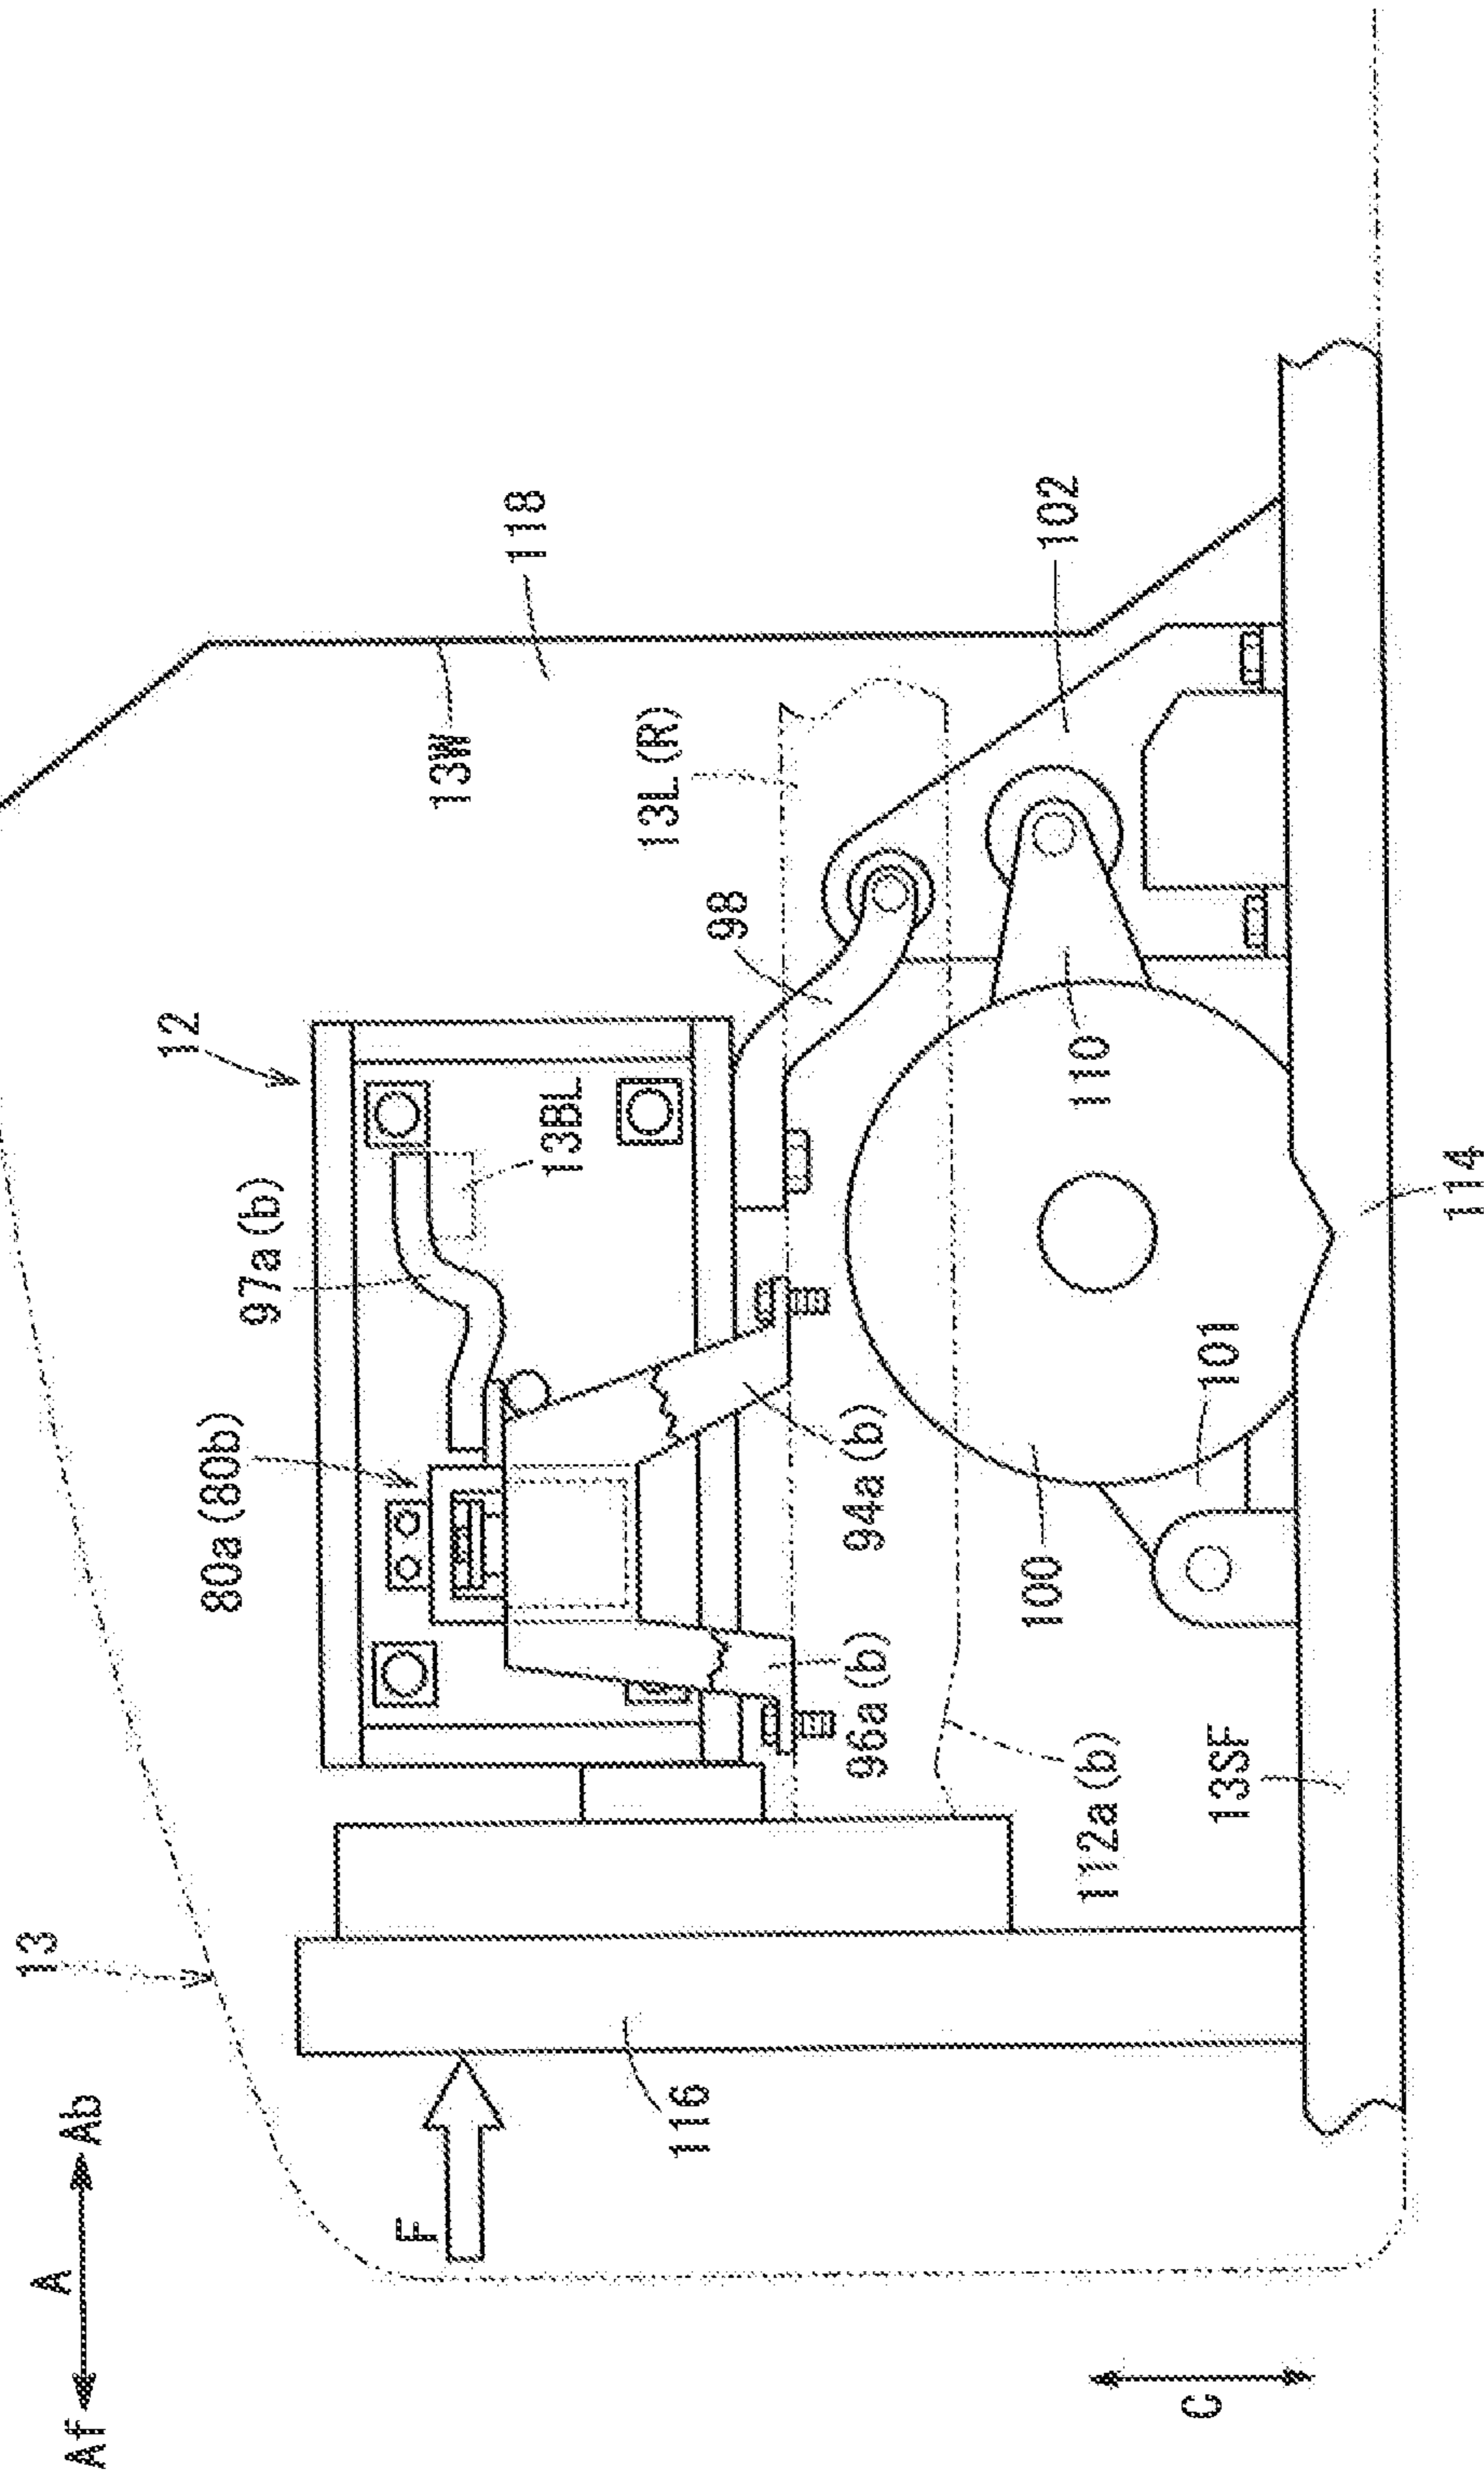 Af
A
Ab
13
F
116
C
12
97a(b)
80a(80b)
13BL
13W
118
13L(R)
98
102
110
94a(b)
96a(b)
100
101
112a(b)
13SF
114